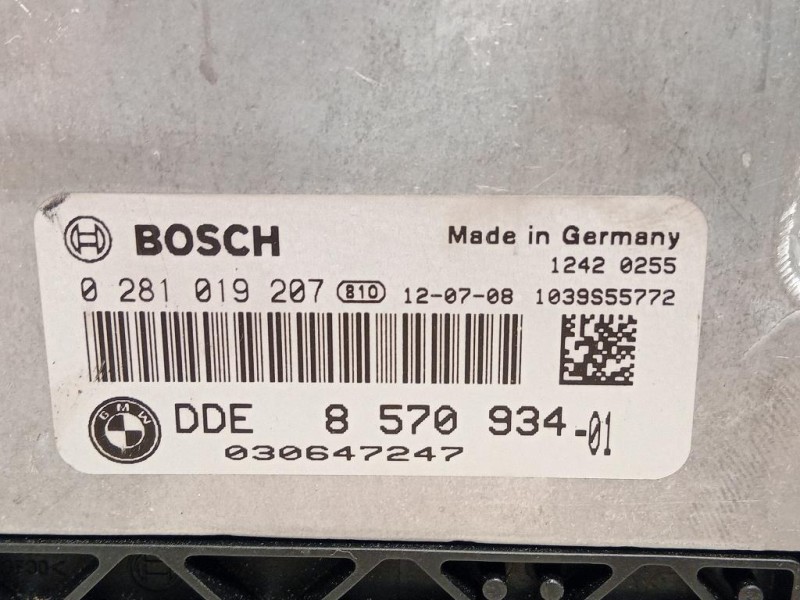 BOSCH
Made in Germany
1242 0255
0 281 019 207 810 12-07-08 1039S55772
BMW
DDE 8 570 934-01
030647247